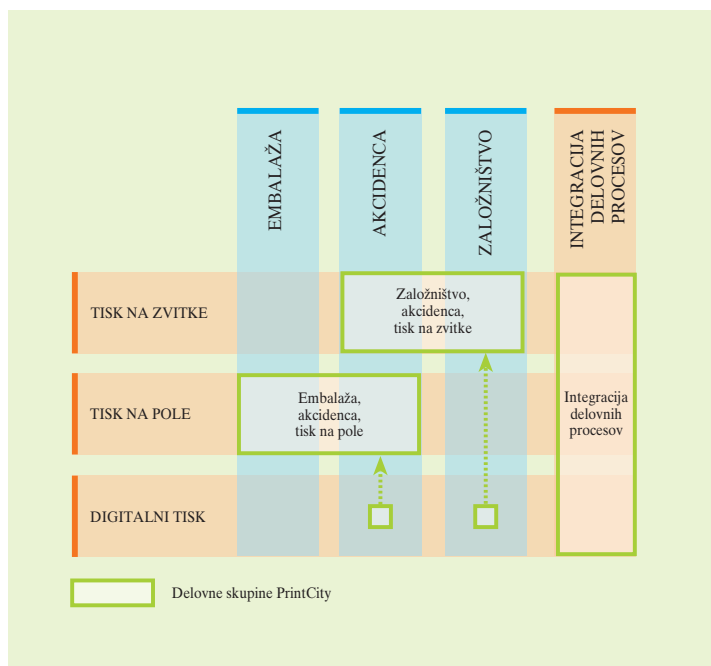 EMBALAŽA
AKCIDENCA
ZALOŽNIŠTVO
INTEGRACIJA
DELOVNIH
PROCESOV
TISK NA ZVITKE
Založništvo,
akcidenca,
tisk na zvitke
TISK NA POLE
Embalaža,
akcidenca,
tisk na pole
Integracija
delovnih
procesov
DIGITALNI TISK
Delovne skupine PrintCity